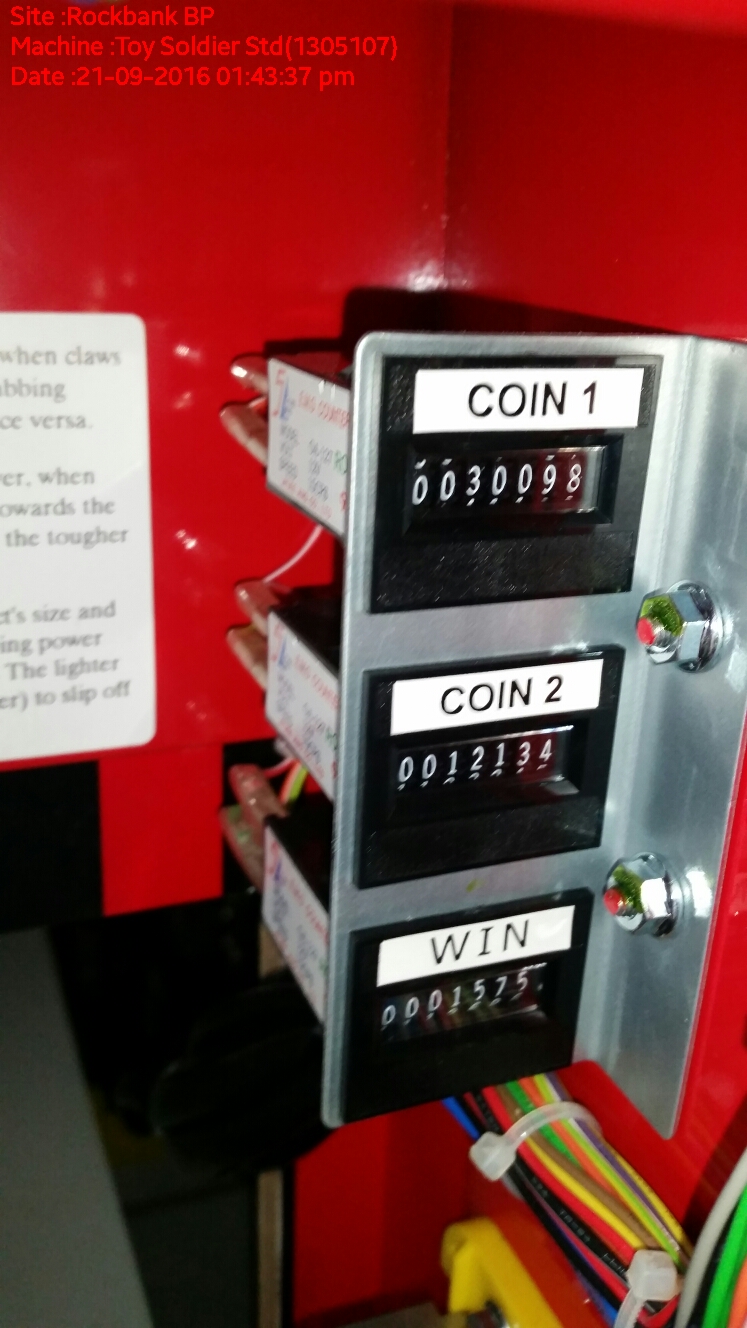 Site :Rockbank BP
Machine :Toy Soldier Std(1305107)
Date :21-09-2016 01:43:37 pm
when claws
abbing
ce versa.
ver, when
owards the
the tougher
et's size and
ing power
The lighter
er) to slip off
COIN 1
0030098
COIN 2
0012134
WIN
0001575